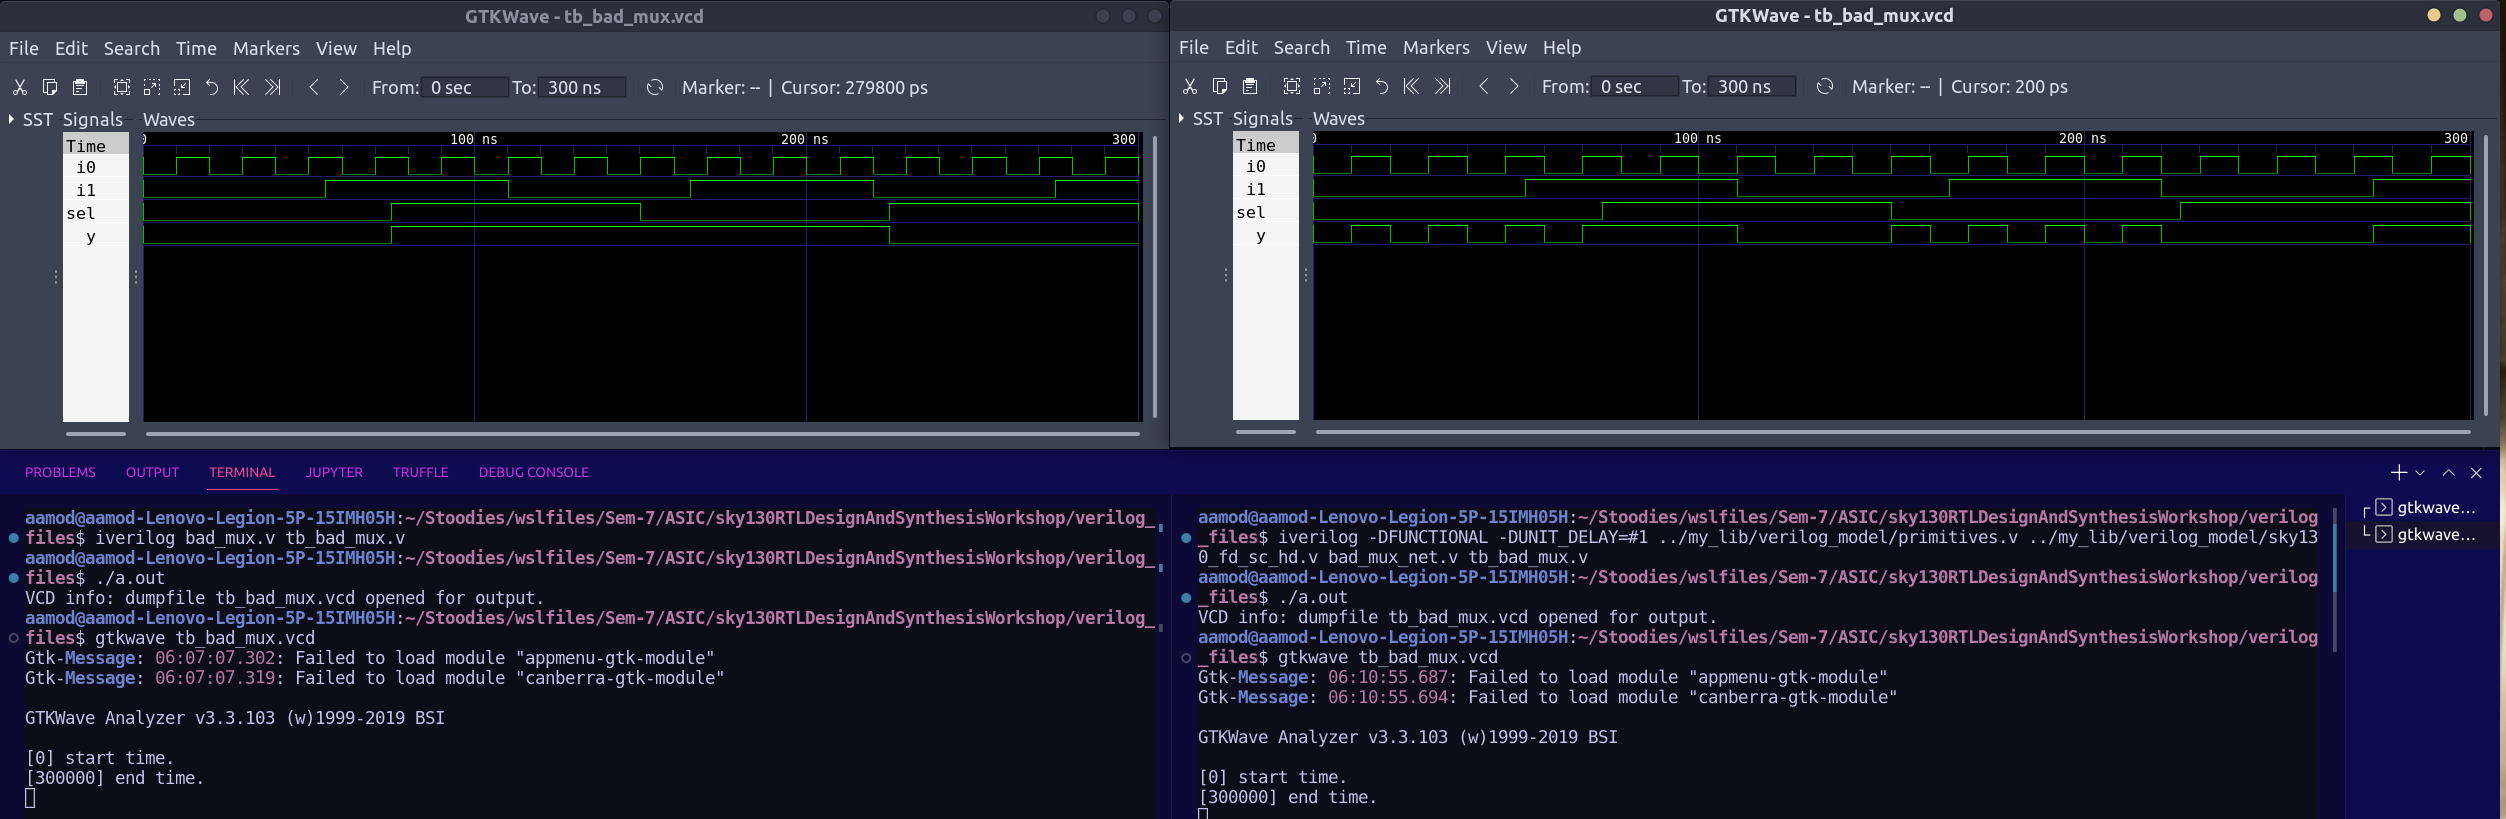 GTKWave - tb_bad_mux.vcd
File Edit Search Time Markers View Help
From: 0 sec To: 300 ns Marker: -- | Cursor: 279800 ps
SST Signals Waves
0 100 ns 200 ns 300
Time
i0
i1
sel
y
GTKWave - tb_bad_mux.vcd
File Edit Search Time Markers View Help
From: 0 sec To: 300 ns Marker: -- | Cursor: 200 ps
SST Signals Waves
0 100 ns 200 ns 300
Time
i0
i1
sel
y
PROBLEMS OUTPUT TERMINAL JUPYTER TRUFFLE DEBUG CONSOLE
aamod@aamod-Lenovo-Legion-5P-15IMH05H:~/Stoodies/wslfiles/Sem-7/ASIC/sky130RTLDesignAndSynthesisWorkshop/verilog_
files$ iverilog bad_mux.v tb_bad_mux.v
aamod@aamod-Lenovo-Legion-5P-15IMH05H:~/Stoodies/wslfiles/Sem-7/ASIC/sky130RTLDesignAndSynthesisWorkshop/verilog_
files$ ./a.out
VCD info: dumpfile tb_bad_mux.vcd opened for output.
aamod@aamod-Lenovo-Legion-5P-15IMH05H:~/Stoodies/wslfiles/Sem-7/ASIC/sky130RTLDesignAndSynthesisWorkshop/verilog_
files$ gtkwave tb_bad_mux.vcd
Gtk-Message: 06:07:07.302: Failed to load module "appmenu-gtk-module"
Gtk-Message: 06:07:07.319: Failed to load module "canberra-gtk-module"
GTKWave Analyzer v3.3.103 (w)1999-2019 BSI
[0] start time.
[300000] end time.
aamod@aamod-Lenovo-Legion-5P-15IMH05H:~/Stoodies/wslfiles/Sem-7/ASIC/sky130RTLDesignAndSynthesisWorkshop/verilog
_files$ iverilog -DFUNCTIONAL -DUNIT_DELAY=#1 ../my_lib/verilog_model/primitives.v ../my_lib/verilog_model/sky13
0_fd_sc_hd.v bad_mux_net.v tb_bad_mux.v
aamod@aamod-Lenovo-Legion-5P-15IMH05H:~/Stoodies/wslfiles/Sem-7/ASIC/sky130RTLDesignAndSynthesisWorkshop/verilog
_files$ ./a.out
VCD info: dumpfile tb_bad_mux.vcd opened for output.
aamod@aamod-Lenovo-Legion-5P-15IMH05H:~/Stoodies/wslfiles/Sem-7/ASIC/sky130RTLDesignAndSynthesisWorkshop/verilog
_files$ gtkwave tb_bad_mux.vcd
Gtk-Message: 06:10:55.687: Failed to load module "appmenu-gtk-module"
Gtk-Message: 06:10:55.694: Failed to load module "canberra-gtk-module"
GTKWave Analyzer v3.3.103 (w)1999-2019 BSI
[0] start time.
[300000] end time.
gtkwave...
gtkwave...